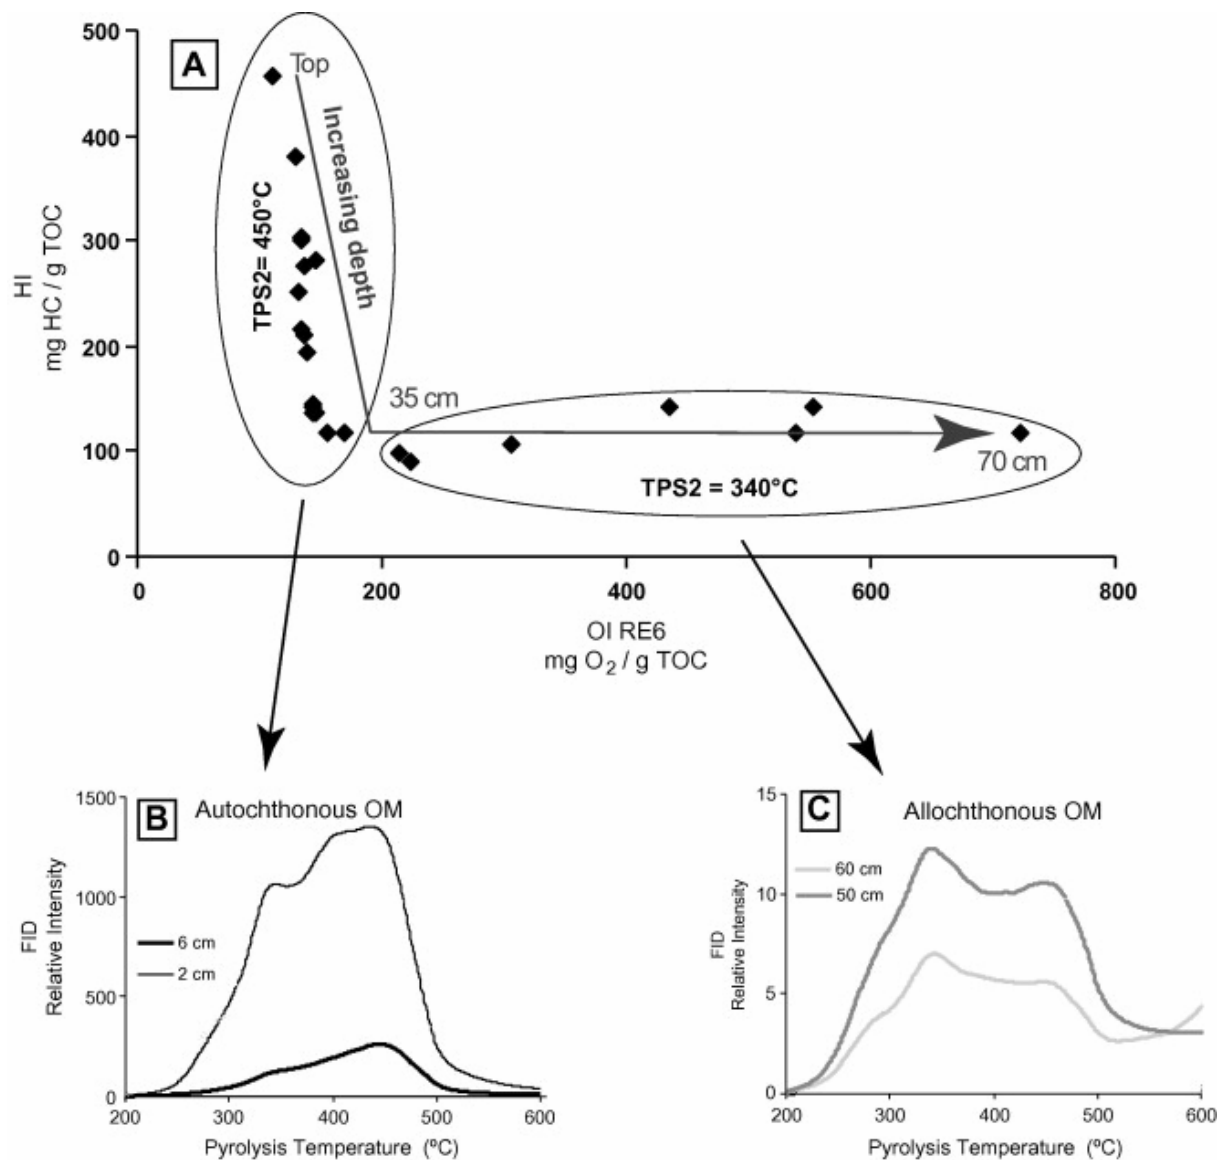 A
Top
Increasing depth
TPS2= 450°C
35 cm
70 cm
TPS2 = 340°C
HI
mg HC / g TOC
500
400
300
200
100
0
0
200
400
600
800
OI RE6
mg O2 / g TOC
B
Autochthonous OM
6 cm
2 cm
FID
Relative Intensity
1500
1000
500
0
200
300
400
500
600
Pyrolysis Temperature (ºC)
C
Allochthonous OM
60 cm
50 cm
FID
Relative Intensity
15
10
5
0
200
300
400
500
600
Pyrolysis Temperature (ºC)